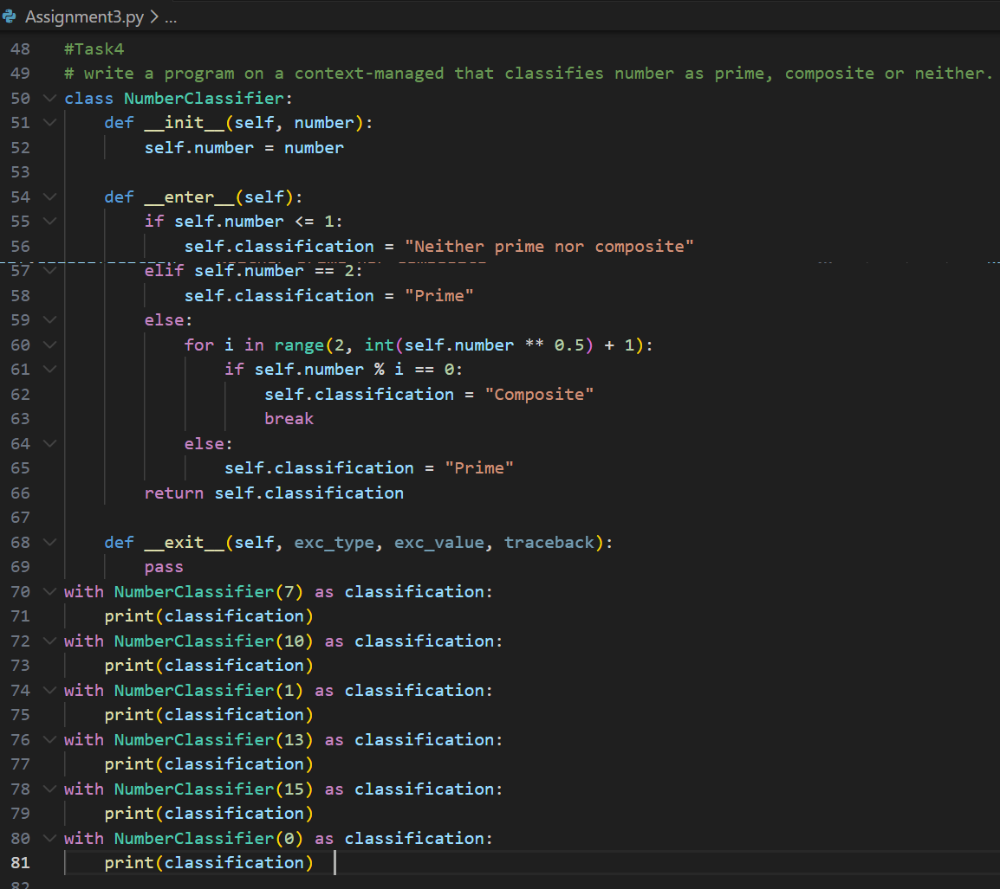 Assignment3.py > ...
48 #Task4
49 # write a program on a context-managed that classifies number as prime, composite or neither.
50 class NumberClassifier:
51     def __init__(self, number):
52         self.number = number
53
54     def __enter__(self):
55         if self.number <= 1:
56             self.classification = "Neither prime nor composite"
57         elif self.number == 2:
58             self.classification = "Prime"
59         else:
60             for i in range(2, int(self.number ** 0.5) + 1):
61                 if self.number % i == 0:
62                     self.classification = "Composite"
63                     break
64             else:
65                 self.classification = "Prime"
66         return self.classification
67
68     def __exit__(self, exc_type, exc_value, traceback):
69         pass
70 with NumberClassifier(7) as classification:
71     print(classification)
72 with NumberClassifier(10) as classification:
73     print(classification)
74 with NumberClassifier(1) as classification:
75     print(classification)
76 with NumberClassifier(13) as classification:
77     print(classification)
78 with NumberClassifier(15) as classification:
79     print(classification)
80 with NumberClassifier(0) as classification:
81     print(classification)
82